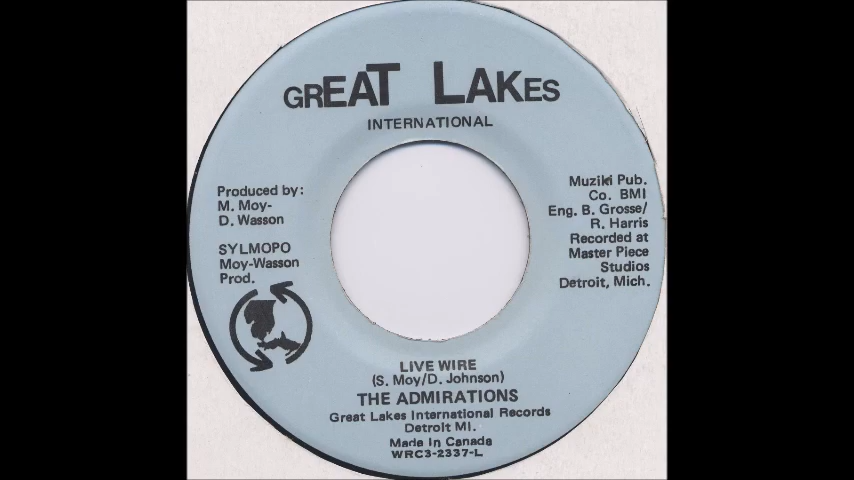 GREAT LAKES
INTERNATIONAL
Produced by:
M. Moy-
D. Wasson
SYLMOPO
Moy-Wasson
Prod.
Muziki Pub.
Co. BMI
Eng. B. Grosse/
R. Harris
Recorded at
Master Piece
Studios
Detroit, Mich.
LIVE WIRE
(S. Moy/D. Johnson)
THE ADMIRATIONS
Great Lakes International Records
Detroit MI.
Made In Canada
WRC3-2337-L